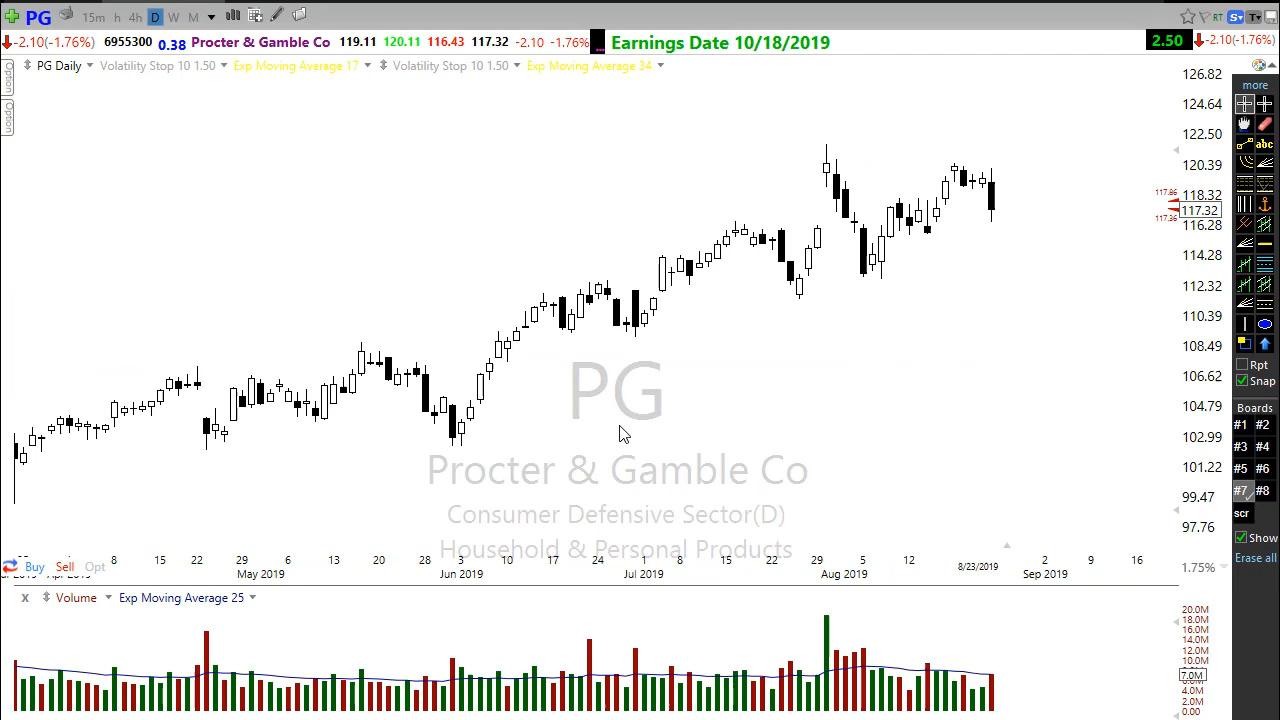 PG 15m h 4h D W M RT S T
-2.10(-1.76%) 6955300 0.38 Procter & Gamble Co 119.11 120.11 116.43 117.32 -2.10 -1.76% ... Earnings Date 10/18/2019 2.50 -2.10(-1.76%)
PG Daily Volatility Stop 10 1.50 Exp Moving Average 17 Volatility Stop 10 1.50 Exp Moving Average 34
Option
Option
126.82
124.64
122.50
120.39
118.32
117.32
116.28
114.28
112.32
110.39
108.49
106.62
104.79
102.99
101.22
99.47
97.76
117.86
117.36
more
abc
Rpt
Snap
Boards
#1 #2
#3 #4
#5 #6
#7 #8
scr
Show
Erase all
PG
Procter & Gamble Co
Consumer Defensive Sector(D)
Household & Personal Products
8 15 22 29 6 13 20 28 3 10 17 24 8 15 22 29 5 12 2 9 16
Buy Sell Opt
May 2019 Jun 2019 Jul 2019 Aug 2019 8/23/2019 Sep 2019 1.75%
x Volume Exp Moving Average 25
20.0M
18.0M
16.0M
14.0M
12.0M
10.0M
7.0M
4.0M
2.0M
0.00